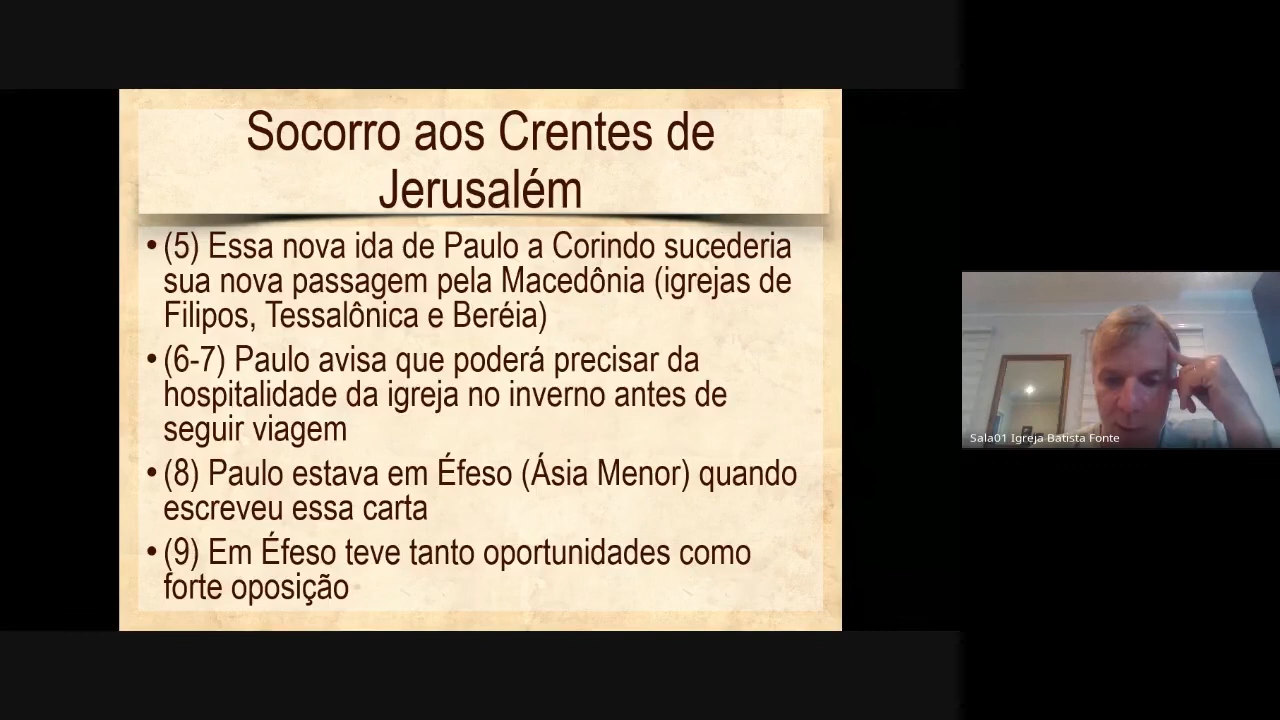 Socorro aos Crentes de
Jerusalém
• (5) Essa nova ida de Paulo a Corindo sucederia
sua nova passagem pela Macedônia (igrejas de
Filipos, Tessalônica e Beréia)
• (6-7) Paulo avisa que poderá precisar da
hospitalidade da igreja no inverno antes de
seguir viagem
• (8) Paulo estava em Éfeso (Ásia Menor) quando
escreveu essa carta
• (9) Em Éfeso teve tanto oportunidades como
forte oposição
Sala01 Igreja Batista Fonte